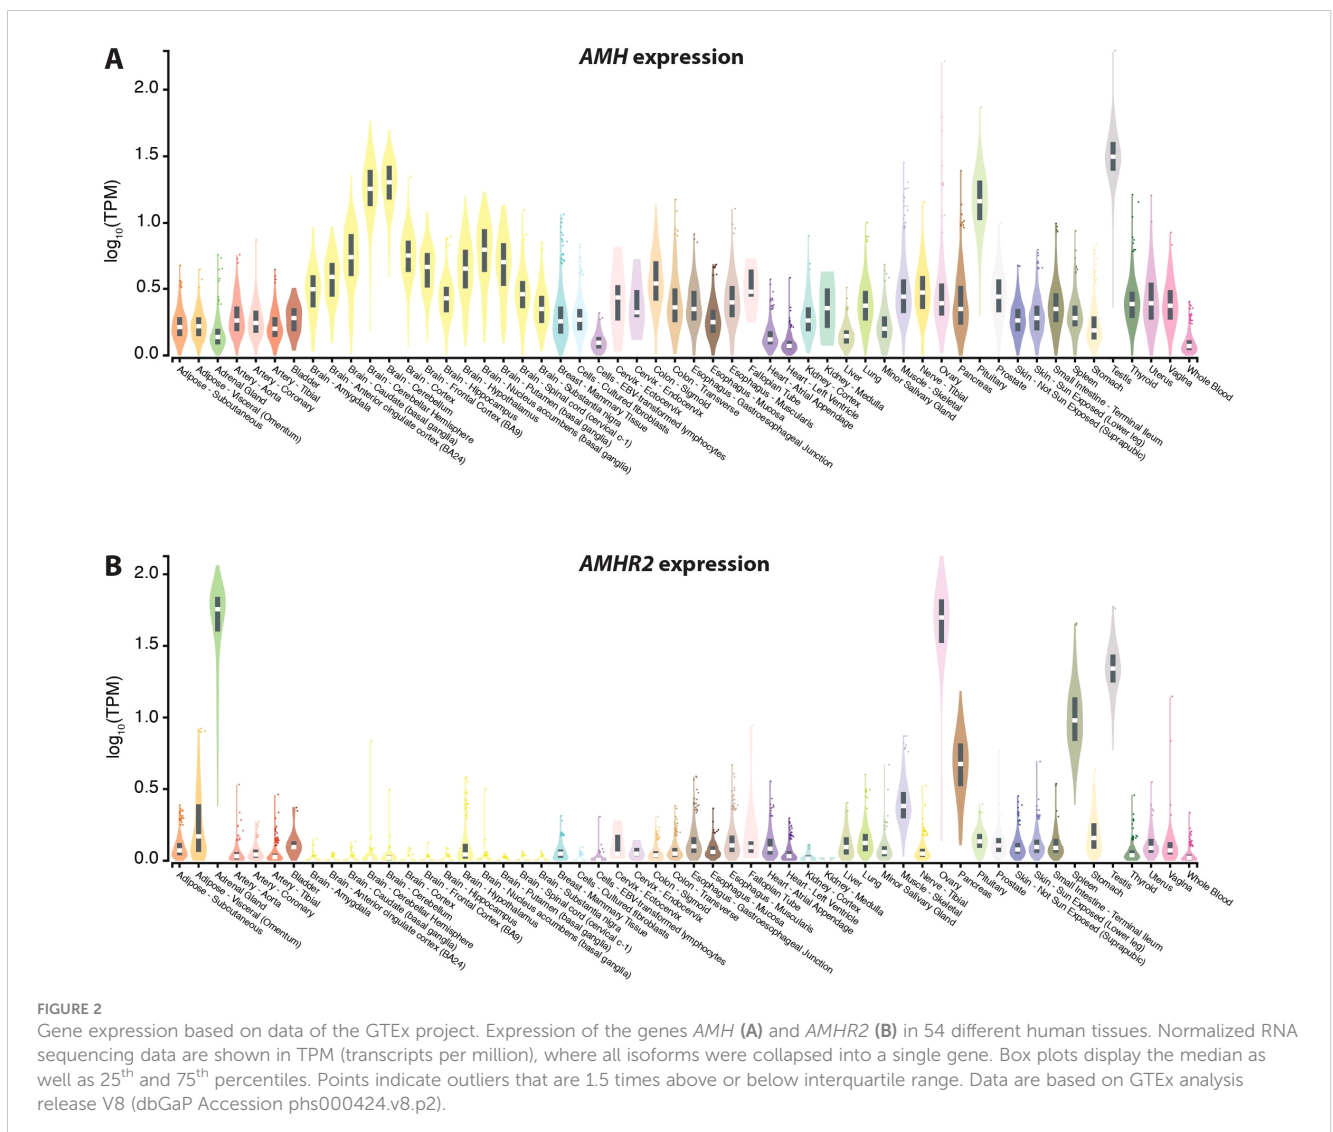 A
AMH expression
log10(TPM)
2.0
1.5
1.0
0.5
0.0
Adipose - Subcutaneous
Adipose - Visceral (Omentum)
Adrenal Gland
Artery - Aorta
Artery - Coronary
Artery - Tibial
Bladder
Brain - Amygdala
Brain - Anterior cingulate cortex (BA24)
Brain - Caudate (basal ganglia)
Brain - Cerebellar Hemisphere
Brain - Cerebellum
Brain - Cortex
Brain - Frontal Cortex (BA9)
Brain - Hippocampus
Brain - Hypothalamus
Brain - Nucleus accumbens (basal ganglia)
Brain - Putamen (basal ganglia)
Brain - Spinal cord (cervical c-1)
Brain - Substantia nigra
Breast - Mammary Tissue
Cells - Cultured fibroblasts
Cells - EBV-transformed lymphocytes
Cervix - Ectocervix
Cervix - Endocervix
Colon - Sigmoid
Colon - Transverse
Esophagus - Gastroesophageal Junction
Esophagus - Mucosa
Esophagus - Muscularis
Fallopian Tube
Heart - Atrial Appendage
Heart - Left Ventricle
Kidney - Cortex
Kidney - Medulla
Liver
Lung
Minor Salivary Gland
Muscle - Skeletal
Nerve - Tibial
Ovary
Pancreas
Pituitary
Prostate
Skin - Not Sun Exposed (Suprapubic)
Skin - Sun Exposed (Lower leg)
Small Intestine - Terminal Ileum
Spleen
Stomach
Testis
Thyroid
Uterus
Vagina
Whole Blood
B
AMHR2 expression
log10(TPM)
2.0
1.5
1.0
0.5
0.0
Adipose - Subcutaneous
Adipose - Visceral (Omentum)
Adrenal Gland
Artery - Aorta
Artery - Coronary
Artery - Tibial
Bladder
Brain - Amygdala
Brain - Anterior cingulate cortex (BA24)
Brain - Caudate (basal ganglia)
Brain - Cerebellar Hemisphere
Brain - Cerebellum
Brain - Cortex
Brain - Frontal Cortex (BA9)
Brain - Hippocampus
Brain - Hypothalamus
Brain - Nucleus accumbens (basal ganglia)
Brain - Putamen (basal ganglia)
Brain - Spinal cord (cervical c-1)
Brain - Substantia nigra
Breast - Mammary Tissue
Cells - Cultured fibroblasts
Cells - EBV-transformed lymphocytes
Cervix - Ectocervix
Cervix - Endocervix
Colon - Sigmoid
Colon - Transverse
Esophagus - Gastroesophageal Junction
Esophagus - Mucosa
Esophagus - Muscularis
Fallopian Tube
Heart - Atrial Appendage
Heart - Left Ventricle
Kidney - Cortex
Kidney - Medulla
Liver
Lung
Minor Salivary Gland
Muscle - Skeletal
Nerve - Tibial
Ovary
Pancreas
Pituitary
Prostate
Skin - Not Sun Exposed (Suprapubic)
Skin - Sun Exposed (Lower leg)
Small Intestine - Terminal Ileum
Spleen
Stomach
Testis
Thyroid
Uterus
Vagina
Whole Blood
FIGURE 2
Gene expression based on data of the GTEx project. Expression of the genes AMH (A) and AMHR2 (B) in 54 different human tissues. Normalized RNA
sequencing data are shown in TPM (transcripts per million), where all isoforms were collapsed into a single gene. Box plots display the median as
well as 25th and 75th percentiles. Points indicate outliers that are 1.5 times above or below interquartile range. Data are based on GTEx analysis
release V8 (dbGaP Accession phs000424.v8.p2).